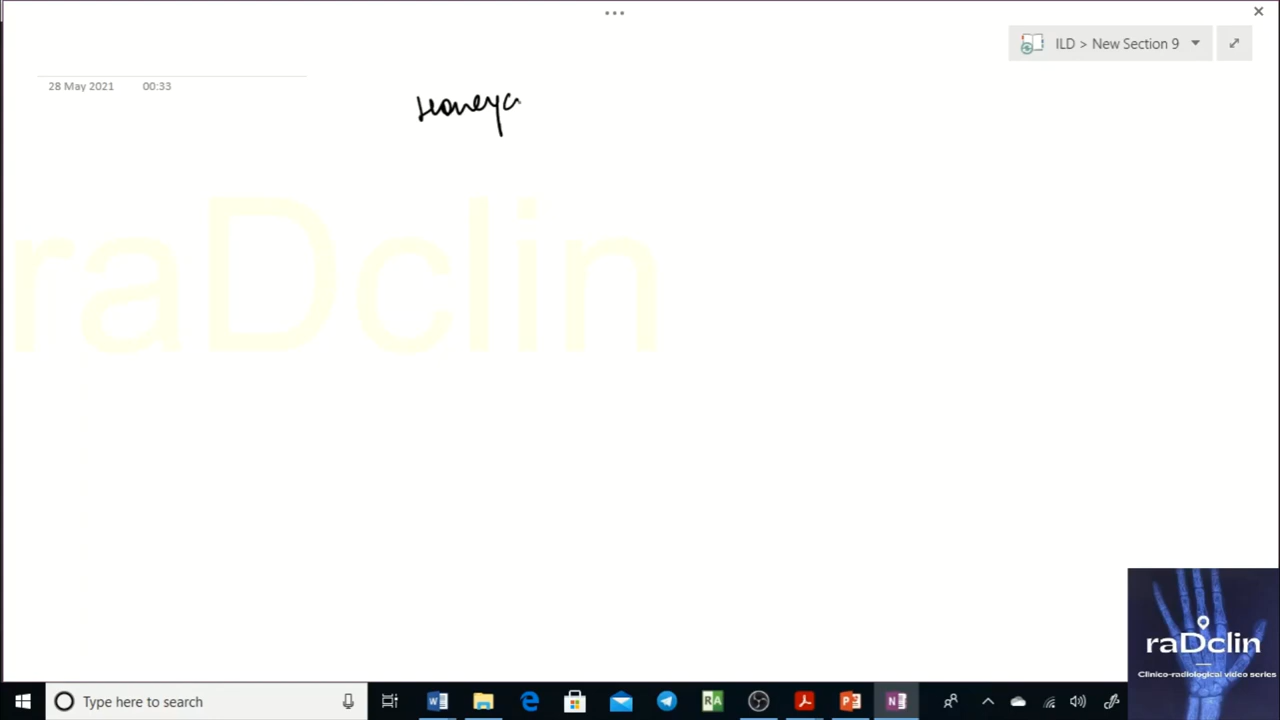 ILD > New Section 9
28 May 2021 00:33
Honeyc
raDclin
raDclin
Clinico-radiological video series
Type here to search